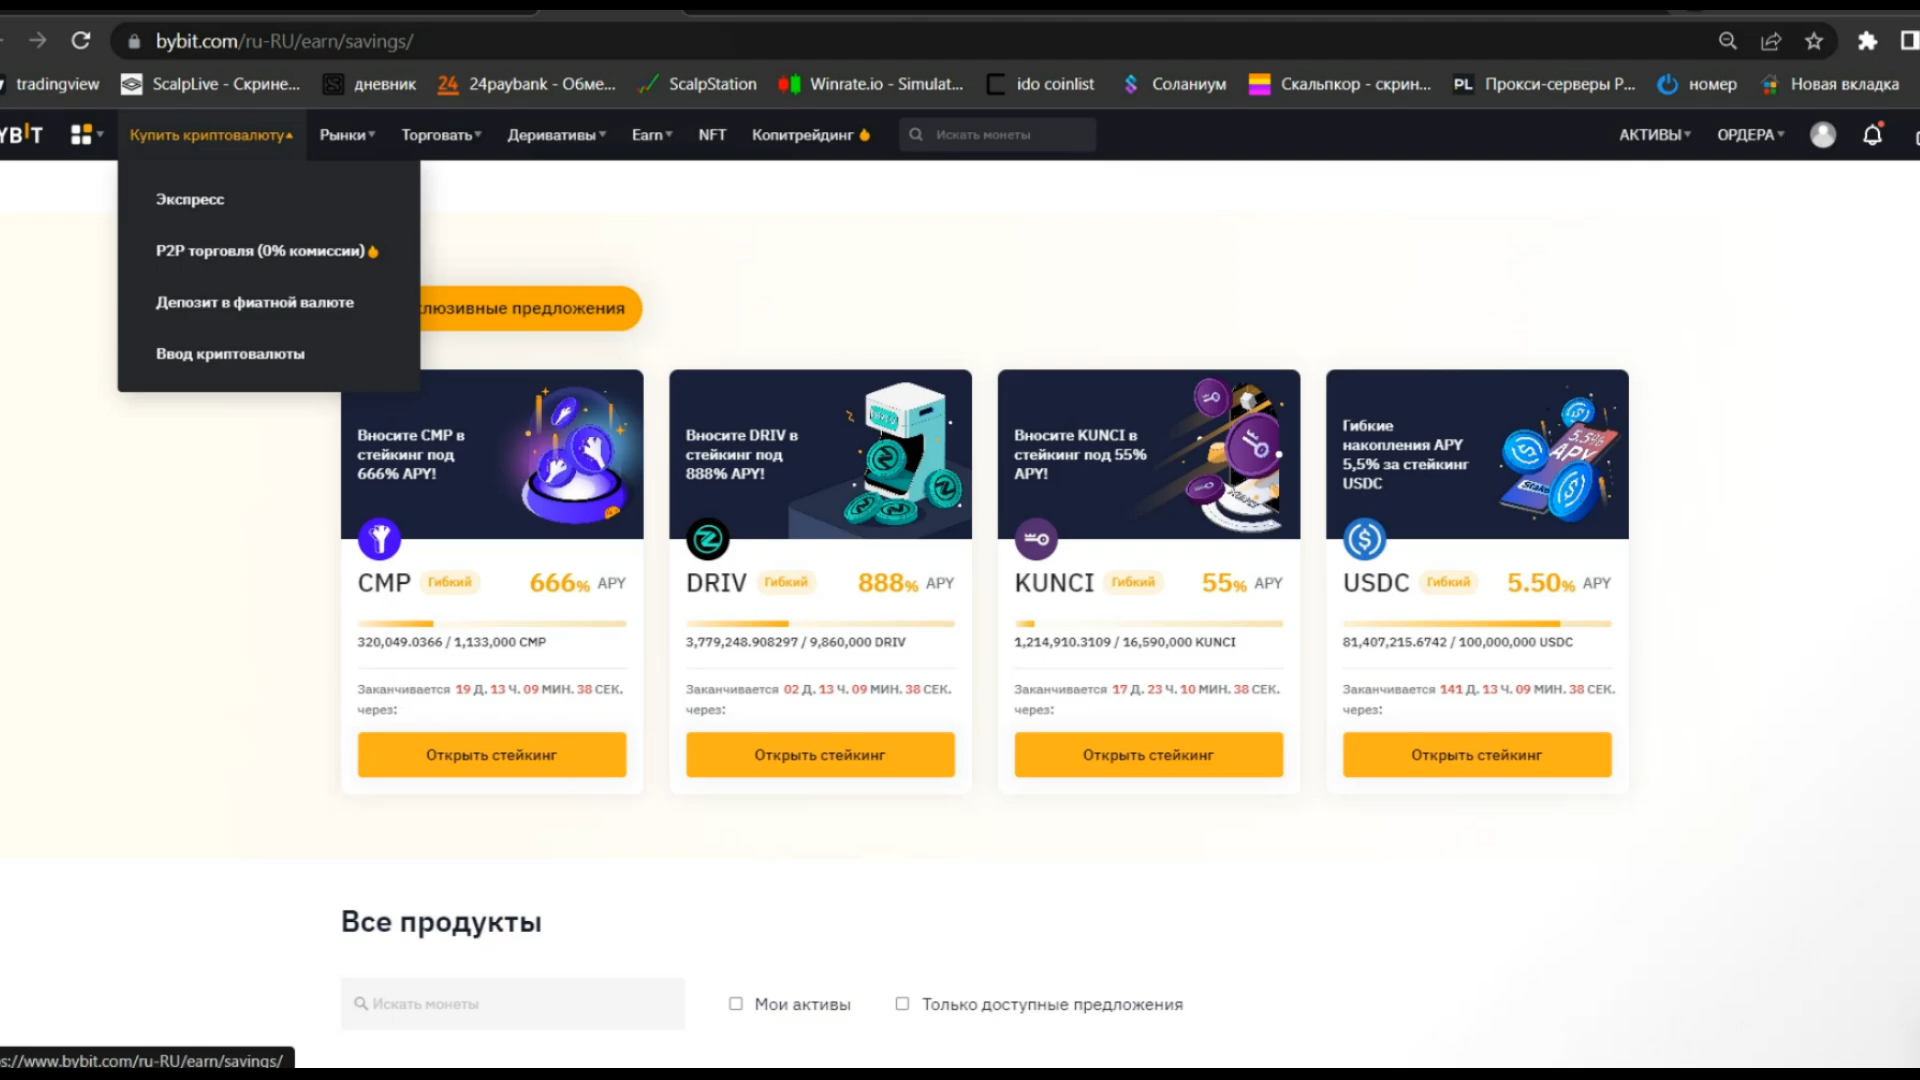 bybit.com/ru-RU/earn/savings/
tradingview ScalpLive - Скрине... дневник 24paybank - Обме... ScalpStation Winrate.io - Simulat... ido coinlist Соланиум Скальпкор - скрин... Прокси-серверы P... номер Новая вкладка
YBIT Купить криптовалюту Рынки Торговать Деривативы Earn NFT Копитрейдинг Искать монеты АКТИВЫ ОРДЕРА
Экспресс
P2P торговля (0% комиссии)
Депозит в фиатной валюте
Ввод криптовалюты
клюзивные предложения
Вносите CMP в
стейкинг под
666% APY!
CMP Гибкий 666% APY
320,049.0366 / 1,133,000 CMP
Заканчивается 19 Д. 13 Ч. 09 МИН. 38 СЕК.
через:
Открыть стейкинг
Вносите DRIV в
стейкинг под
888% APY!
DRIV Гибкий 888% APY
3,779,248.908297 / 9,860,000 DRIV
Заканчивается 02 Д. 13 Ч. 09 МИН. 38 СЕК.
через:
Открыть стейкинг
Вносите KUNCI в
стейкинг под 55%
APY!
KUNCI Гибкий 55% APY
1,214,910.3109 / 16,590,000 KUNCI
Заканчивается 17 Д. 23 Ч. 10 МИН. 38 СЕК.
через:
Открыть стейкинг
Гибкие
накопления APY
5,5% за стейкинг
USDC
5.5%
APY
Stake
USDC Гибкий 5.50% APY
81,407,215.6742 / 100,000,000 USDC
Заканчивается 141 Д. 13 Ч. 09 МИН. 38 СЕК.
через:
Открыть стейкинг
Все продукты
Искать монеты Мои активы Только доступные предложения
s://www.bybit.com/ru-RU/earn/savings/